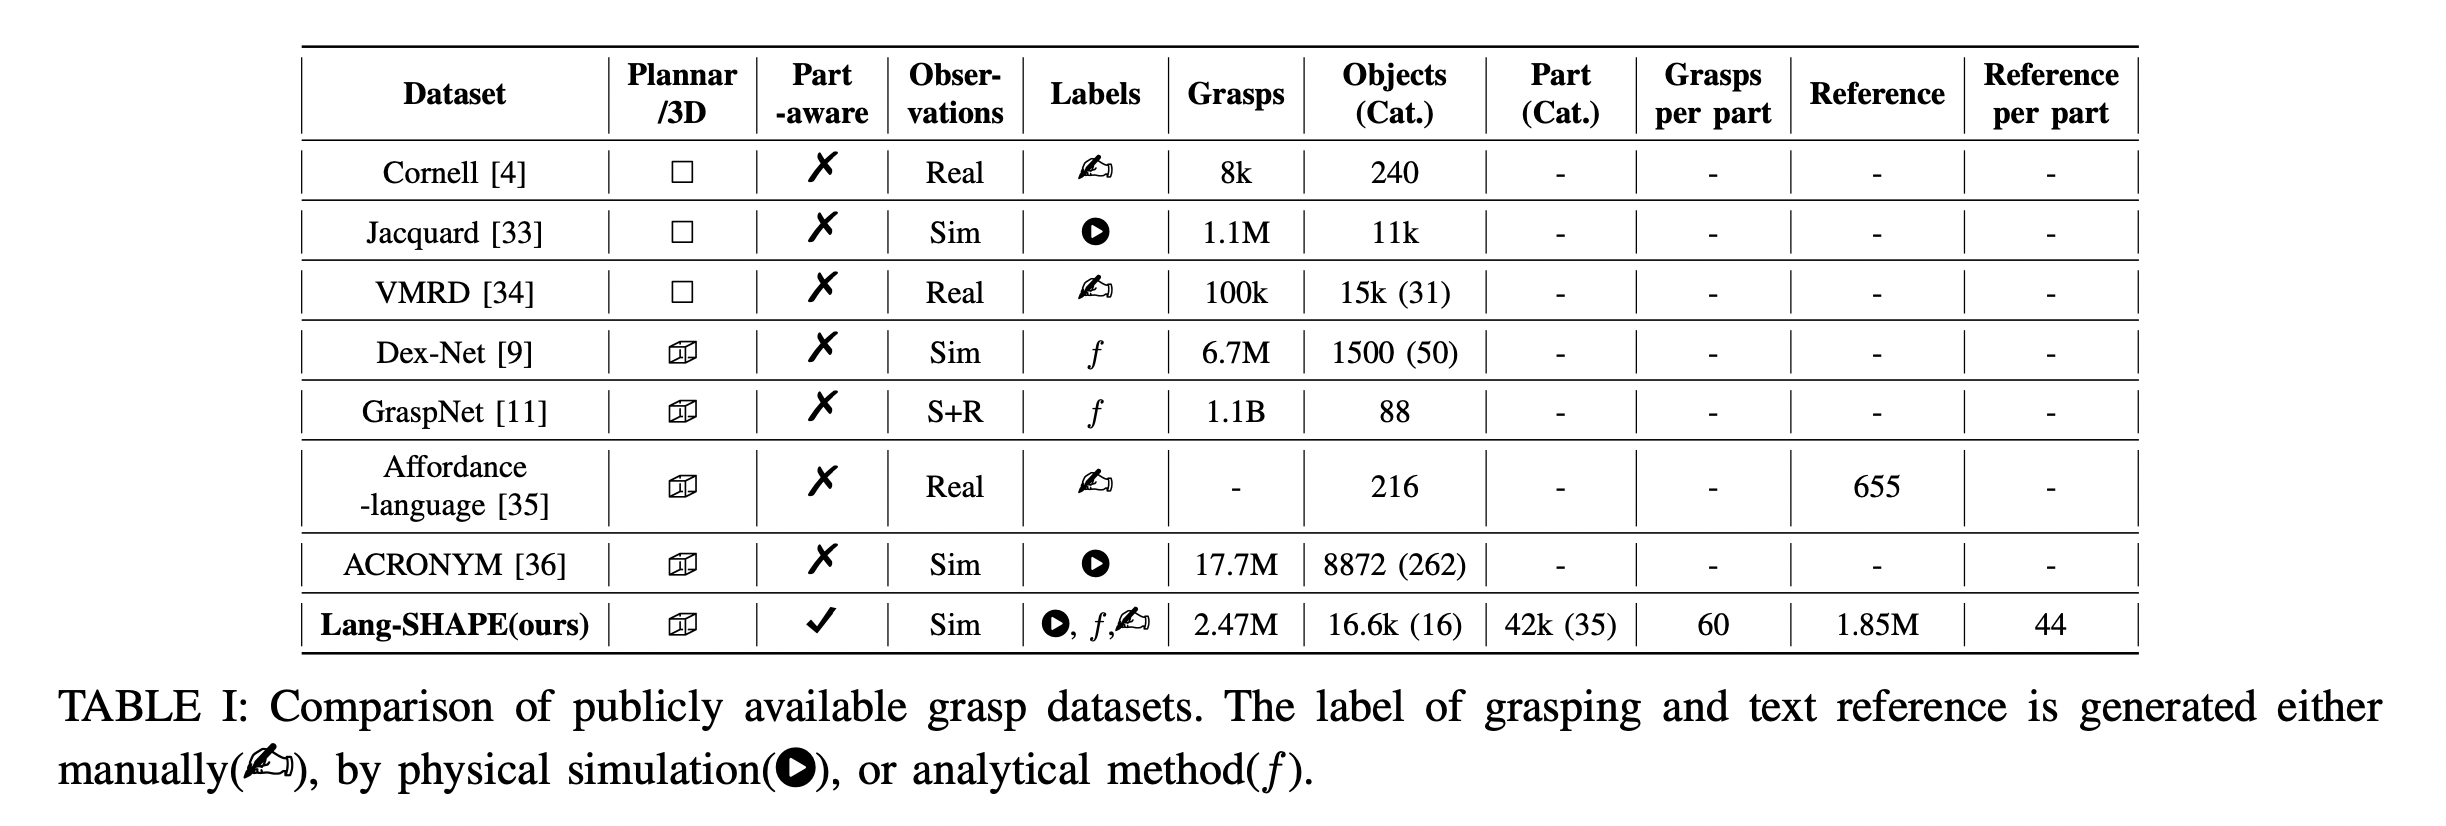 Dataset | Plannar /3D | Part -aware | Obser- vations | Labels | Grasps | Objects (Cat.) | Part (Cat.) | Grasps per part | Reference | Reference per part
Cornell [4] | □ | ✗ | Real | ✍ | 8k | 240 | - | - | - | -
Jacquard [33] | □ | ✗ | Sim | ▶ | 1.1M | 11k | - | - | - | -
VMRD [34] | □ | ✗ | Real | ✍ | 100k | 15k (31) | - | - | - | -
Dex-Net [9] | ✗ | Sim | f | 6.7M | 1500 (50) | - | - | - | -
GraspNet [11] | ✗ | S+R | f | 1.1B | 88 | - | - | - | -
Affordance -language [35] | ✗ | Real | ✍ | - | 216 | - | - | 655 | -
ACRONYM [36] | ✗ | Sim | ▶ | 17.7M | 8872 (262) | - | - | - | -
Lang-SHAPE(ours) | ✓ | Sim | ▶, f,✍ | 2.47M | 16.6k (16) | 42k (35) | 60 | 1.85M | 44
TABLE I: Comparison of publicly available grasp datasets. The label of grasping and text reference is generated either
manually(✍), by physical simulation(▶), or analytical method(f).